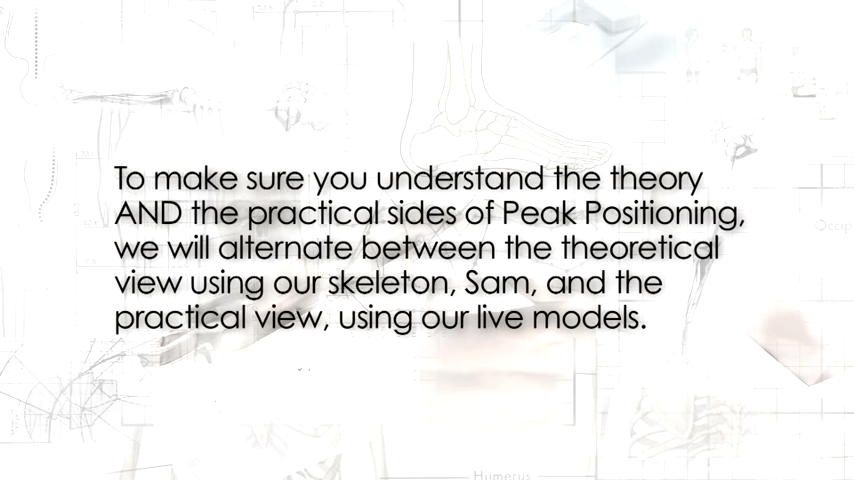 To make sure you understand the theory
AND the practical sides of Peak Positioning,
we will alternate between the theoretical
view using our skeleton, Sam, and the
practical view, using our live models.
Occip
Humerus